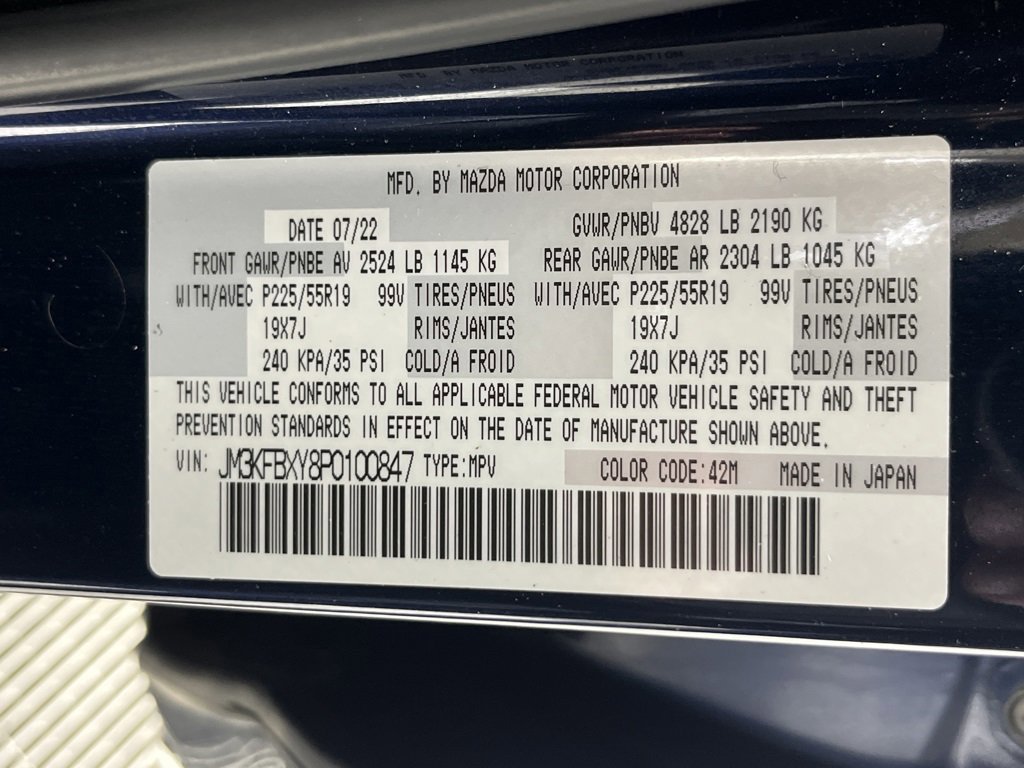 MFD. BY MAZDA MOTOR CORPORATION
MFD. BY MAZDA MOTOR CORPORATION
DATE 07/22 GVWR/PNBV 4828 LB 2190 KG
FRONT GAWR/PNBE AV 2524 LB 1145 KG REAR GAWR/PNBE AR 2304 LB 1045 KG
WITH/AVEC P225/55R19 99V TIRES/PNEUS WITH/AVEC P225/55R19 99V TIRES/PNEUS
19X7J RIMS/JANTES 19X7J RIMS/JANTES
240 KPA/35 PSI COLD/A FROID 240 KPA/35 PSI COLD/A FROID
THIS VEHICLE CONFORMS TO ALL APPLICABLE FEDERAL MOTOR VEHICLE SAFETY AND THEFT
PREVENTION STANDARDS IN EFFECT ON THE DATE OF MANUFACTURE SHOWN ABOVE.
VIN: JM3KFBXY8P0100847 TYPE:MPV COLOR CODE:42M MADE IN JAPAN